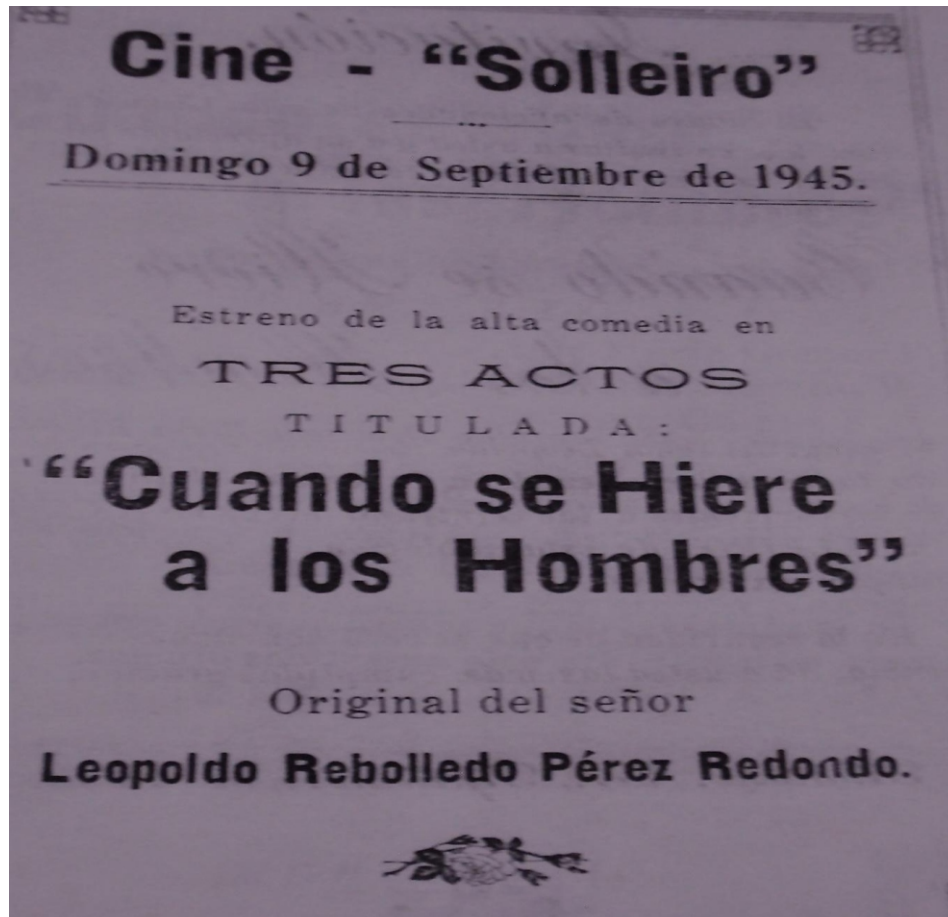 Cine - “Solleiro”
Domingo 9 de Septiembre de 1945.
Estreno de la alta comedia en
TRES ACTOS
TITULADA:
“Cuando se Hiere
a los Hombres”
Original del señor
Leopoldo Rebolledo Pérez Redondo.